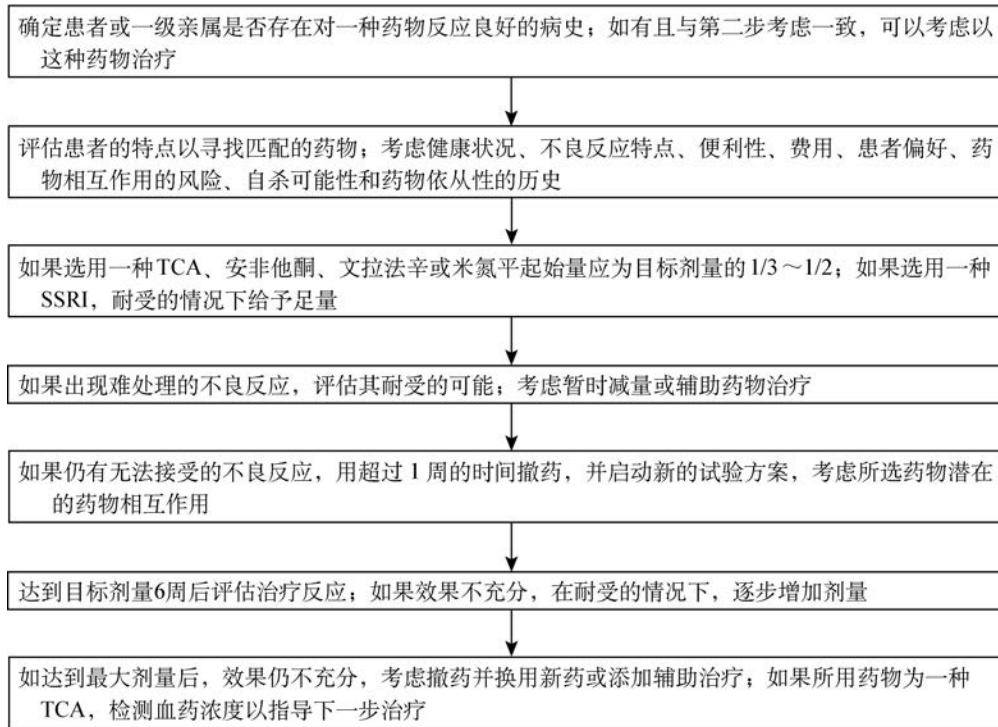 确定患者或一级亲属是否存在对一种药物反应良好的病史；如有且与第二步考虑一致，可以考虑以
这种药物治疗
评估患者的特点以寻找匹配的药物；考虑健康状况、不良反应特点、便利性、费用、患者偏好、药
物相互作用的风险、自杀可能性和药物依从性的历史
如果选用一种TCA、安非他酮、文拉法辛或米氮平起始量应为目标剂量的1/3～1/2；如果选用一种
SSRI，耐受的情况下给予足量
如果出现难处理的不良反应，评估其耐受的可能；考虑暂时减量或辅助药物治疗
如果仍有无法接受的不良反应，用超过 1 周的时间撤药，并启动新的试验方案，考虑所选药物潜在
的药物相互作用
达到目标剂量6周后评估治疗反应；如果效果不充分，在耐受的情况下，逐步增加剂量
如达到最大剂量后，效果仍不充分，考虑撤药并换用新药或添加辅助治疗；如果所用药物为一种
TCA，检测血药浓度以指导下一步治疗